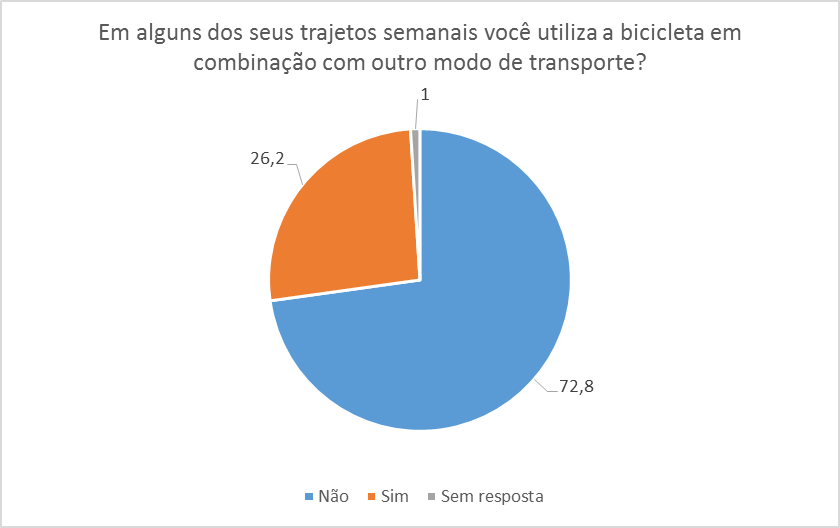 Em alguns dos seus trajetos semanais você utiliza a bicicleta em
combinação com outro modo de transporte?
1
26,2
72,8
Não Sim Sem resposta